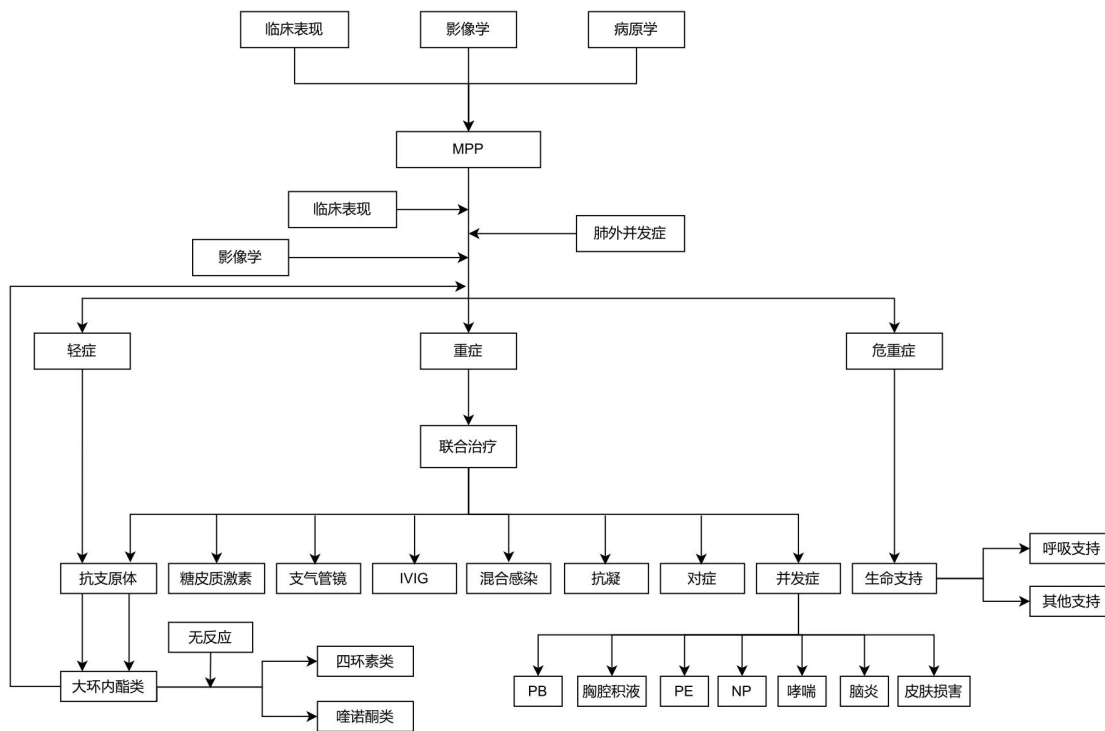 临床表现
影像学
病原学
MPP
临床表现
肺外并发症
影像学
轻症
重症
危重症
联合治疗
抗支原体
糖皮质激素
支气管镜
IVIG
混合感染
抗凝
对症
并发症
生命支持
呼吸支持
其他支持
无反应
大环内酯类
四环素类
喹诺酮类
PB
胸腔积液
PE
NP
哮喘
脑炎
皮肤损害